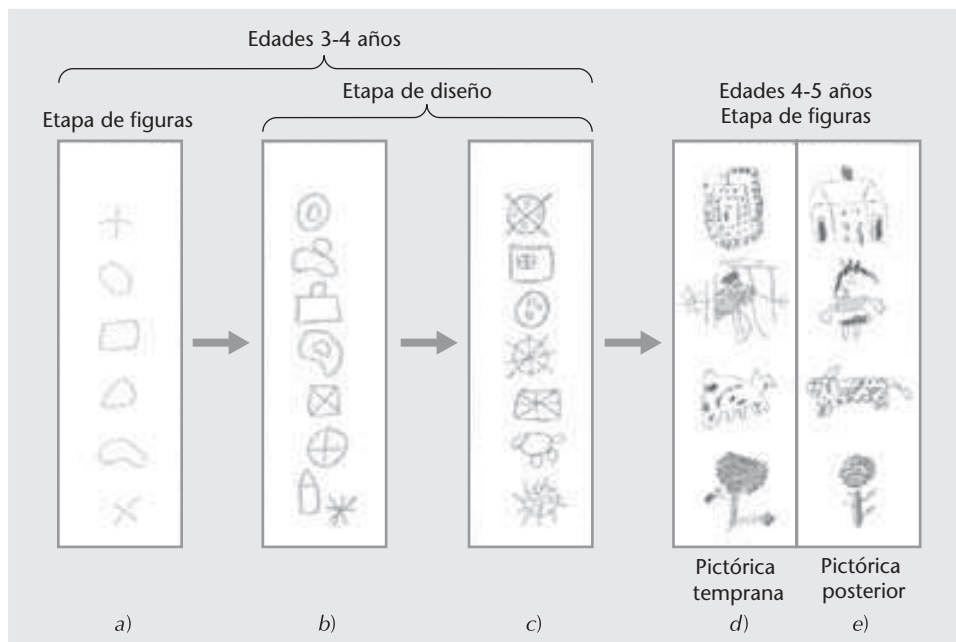 Edades 3-4 años
Etapa de diseño
Edades 4-5 años
Etapa de figuras
Etapa de figuras
Pictórica
temprana
Pictórica
posterior
a)
b)
c)
d)
e)